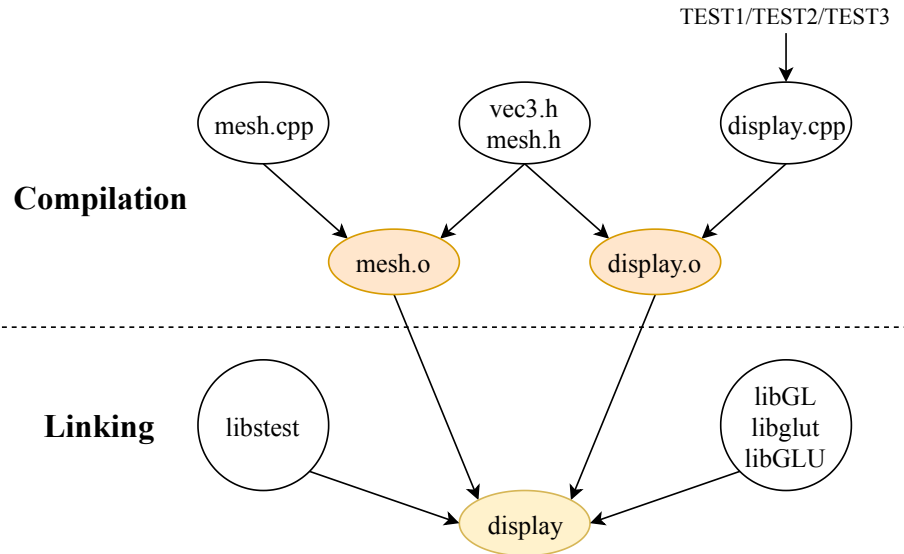 TEST1/TEST2/TEST3
mesh.cpp
vec3.h
mesh.h
display.cpp
Compilation
mesh.o
display.o
Linking
libstest
libGL
libglut
libGLU
display